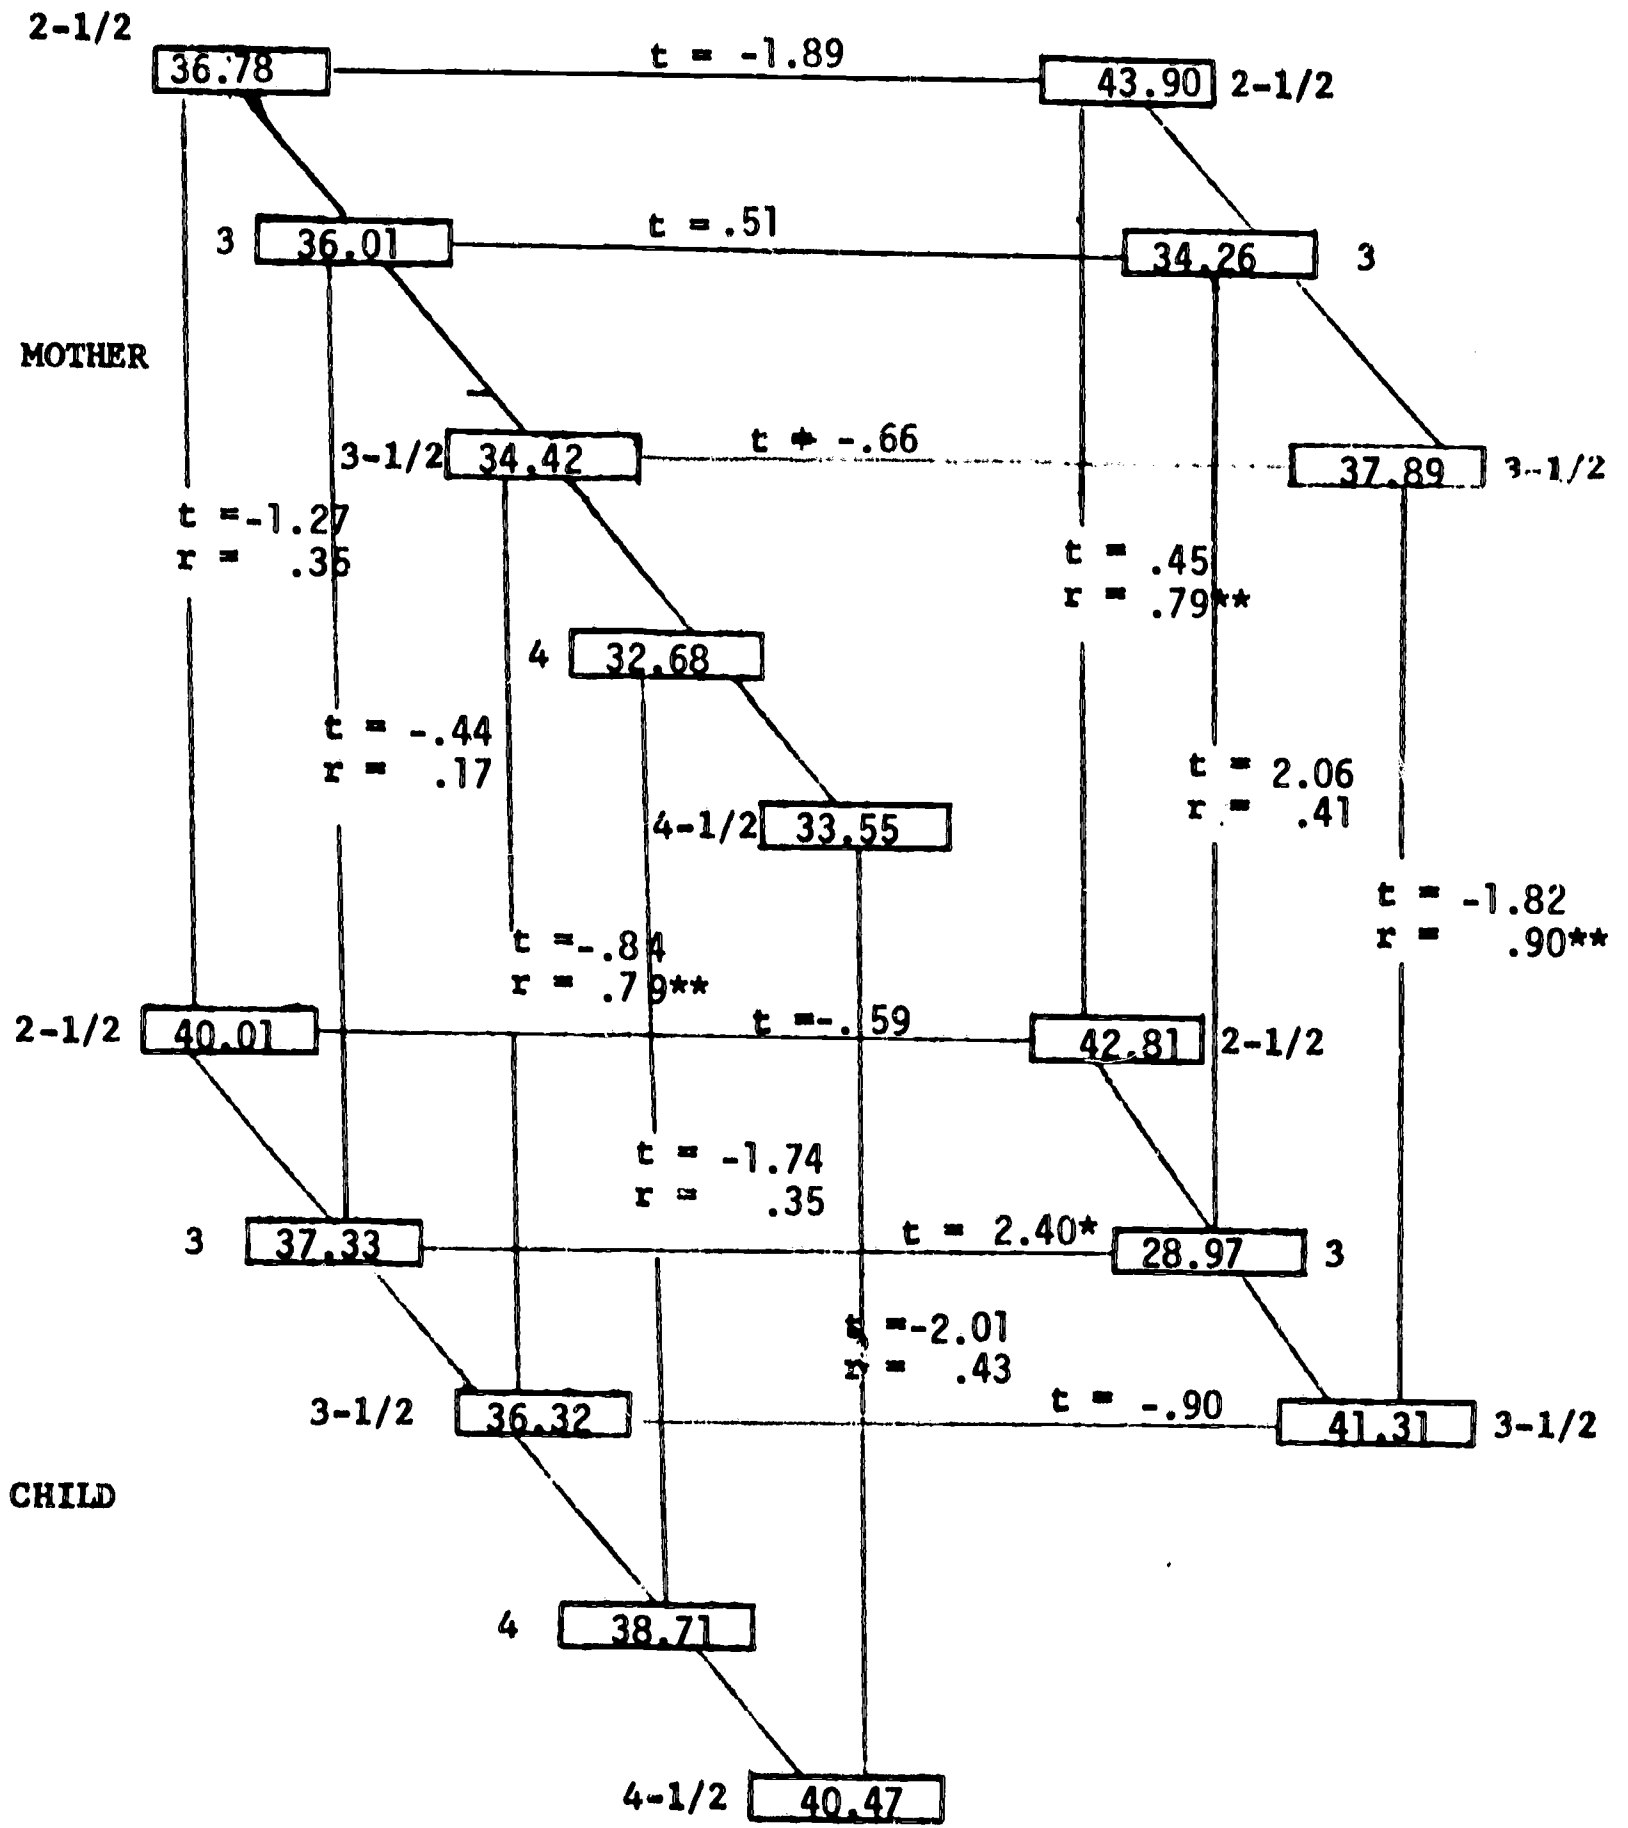 2-1/2
36.78
t = -1.89
43.90
2-1/2
3
36.01
t = .51
34.26
3
MOTHER
3-1/2
34.42
t = -.66
37.89
3-1/2
t = -1.27
r = .36
t = .45
r = .79**
4
32.68
t = -.44
r = .17
t = 2.06
r = .41
4-1/2
33.55
t = -1.82
r = .90**
t = -.84
r = .79**
2-1/2
40.01
t = -.59
42.81
2-1/2
t = -1.74
r = .35
3
37.33
t = 2.40*
28.97
3
t = -2.01
r = .43
3-1/2
36.32
t = -.90
41.31
3-1/2
CHILD
4
38.71
4-1/2
40.47